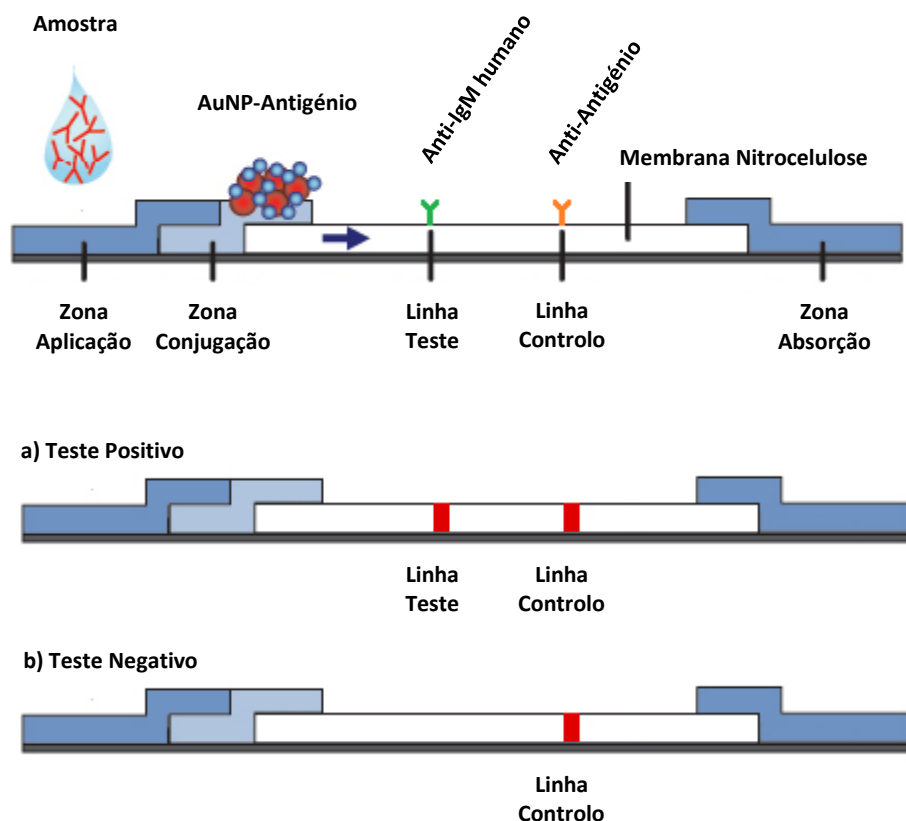 Amostra
AuNP-Antigénio
Anti-IgM humano
Anti-Antigénio
Membrana Nitrocelulose
Zona
Aplicação
Zona
Conjugação
Linha
Teste
Linha
Controlo
Zona
Absorção
a) Teste Positivo
Linha
Teste
Linha
Controlo
b) Teste Negativo
Linha
Controlo